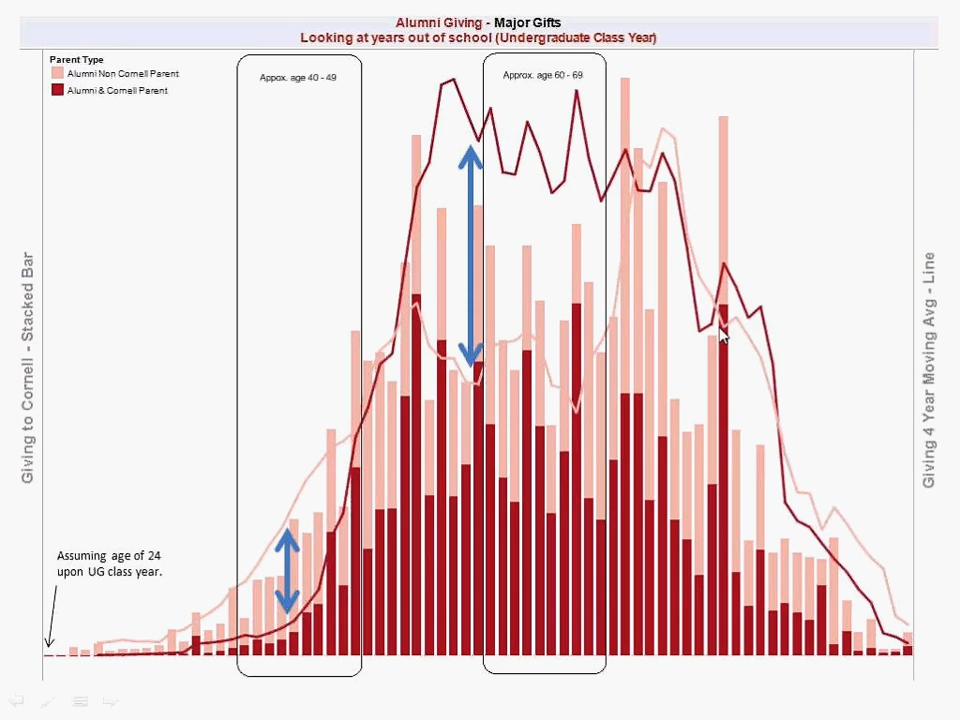 Alumni Giving - Major Gifts
Looking at years out of school (Undergraduate Class Year)
Parent Type
Alumni Non Cornell Parent
Alumni & Cornell Parent
Appox. age 40 - 49
Approx. age 60 - 69
Giving to Cornell - Stacked Bar
Giving 4 Year Moving Avg - Line
Assuming age of 24
upon UG class year.